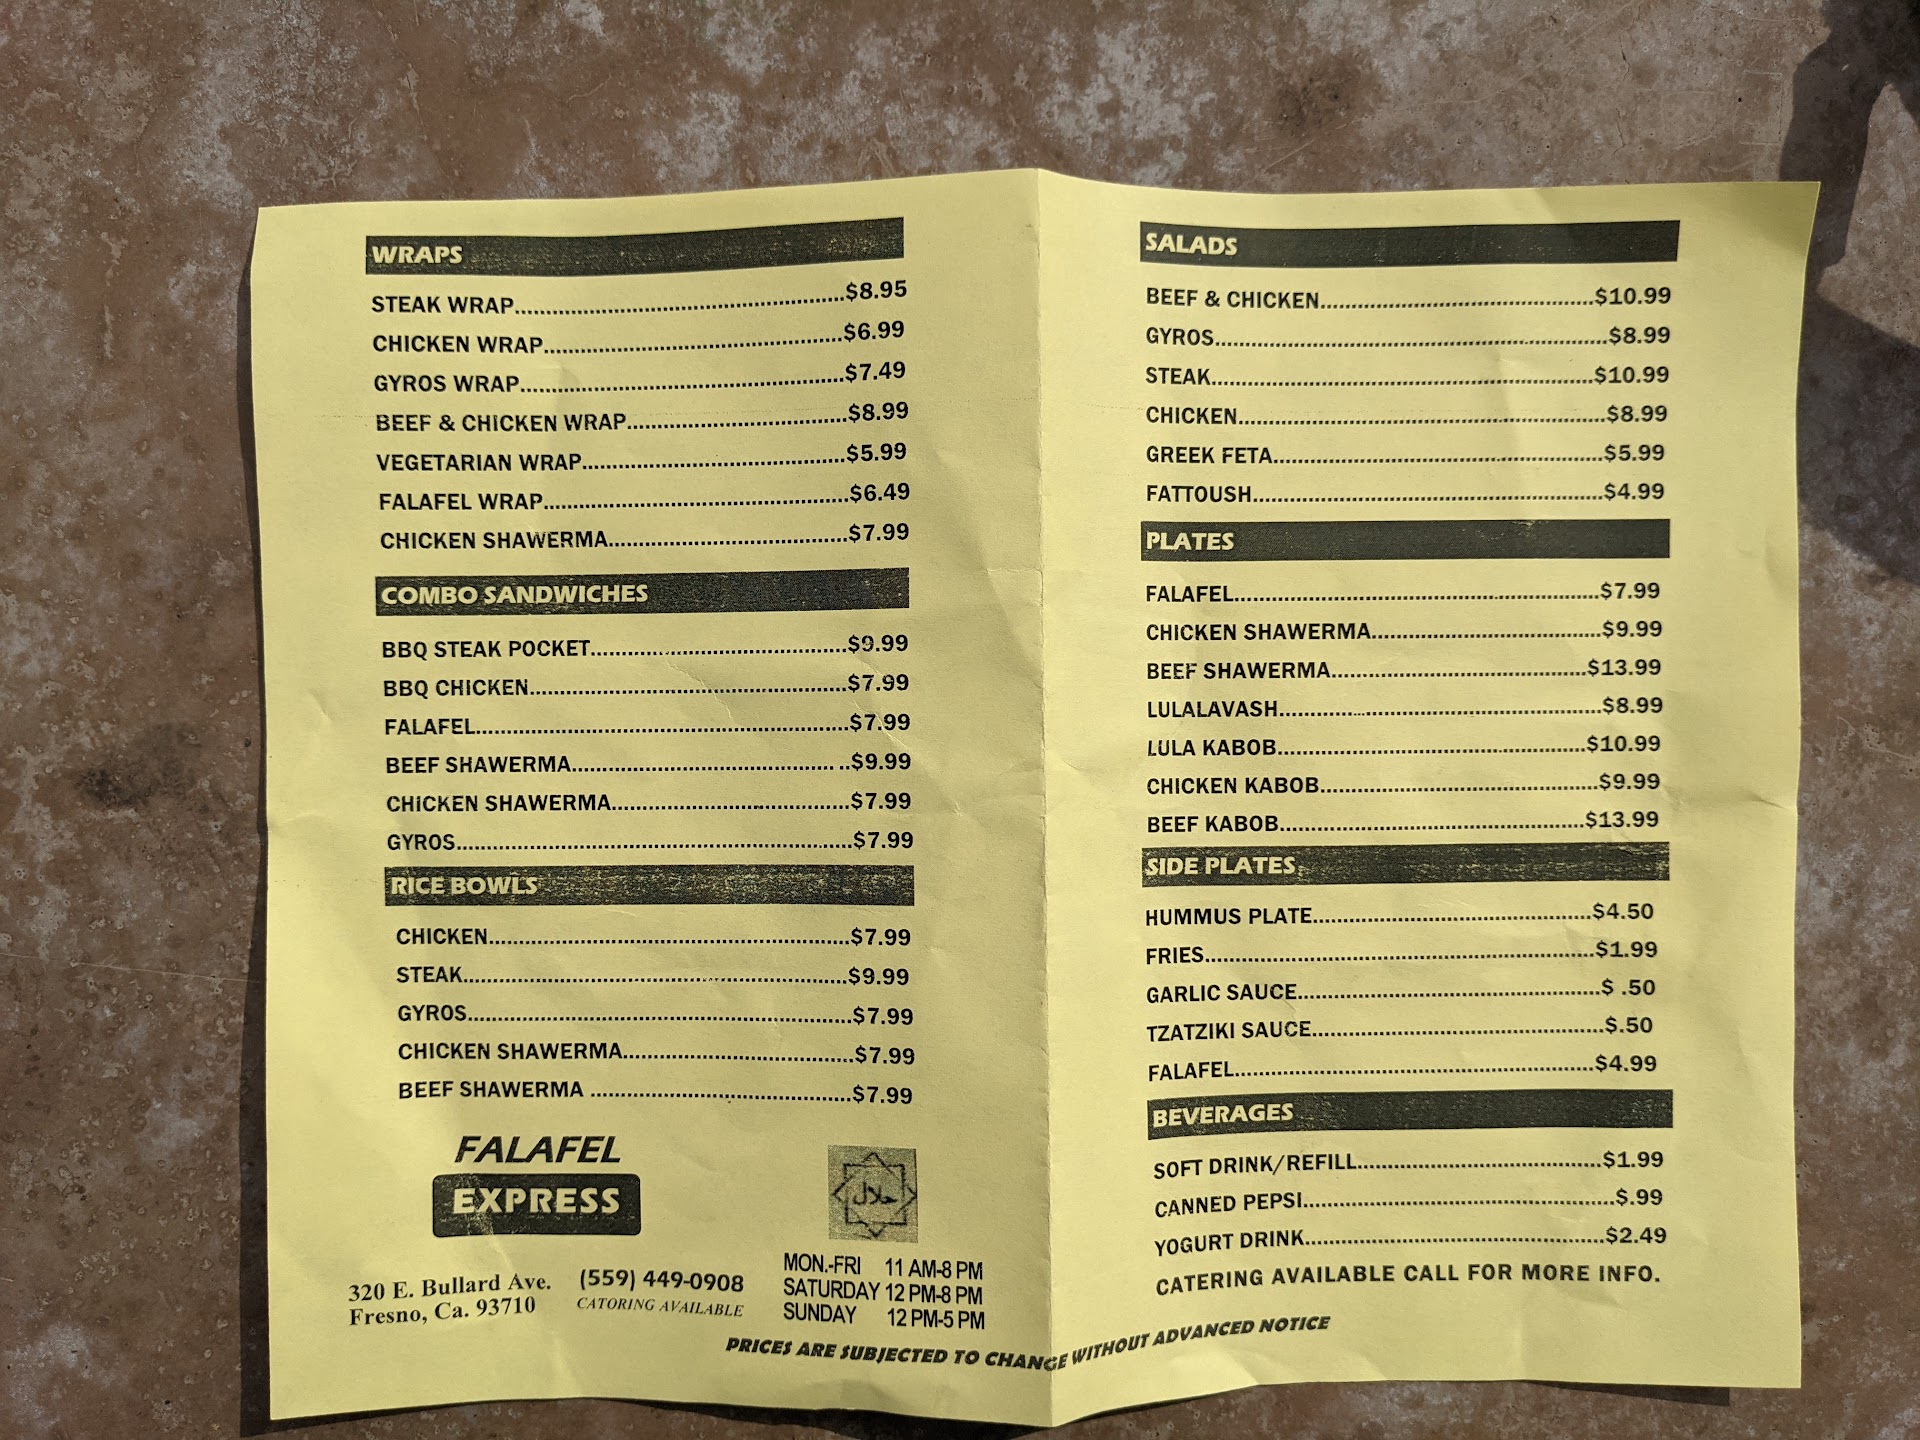 WRAPS
STEAK WRAP.....$8.95
CHICKEN WRAP.....$6.99
GYROS WRAP.....$7.49
BEEF & CHICKEN WRAP.....$8.99
VEGETARIAN WRAP.....$5.99
FALAFEL WRAP.....$6.49
CHICKEN SHAWERMA.....$7.99
COMBO SANDWICHES
BBQ STEAK POCKET.....$9.99
BBQ CHICKEN.....$7.99
FALAFEL.....$7.99
BEEF SHAWERMA..... ..$9.99
CHICKEN SHAWERMA.....$7.99
GYROS.....$7.99
RICE BOWLS
CHICKEN.....$7.99
STEAK.....$9.99
GYROS.....$7.99
CHICKEN SHAWERMA.....$7.99
BEEF SHAWERMA .....$7.99
FALAFEL
EXPRESS
حلال
320 E. Bullard Ave.
Fresno, Ca. 93710
(559) 449-0908
CATORING AVAILABLE
MON.-FRI 11 AM-8 PM
SATURDAY 12 PM-8 PM
SUNDAY 12 PM-5 PM
SALADS
BEEF & CHICKEN.....$10.99
GYROS.....$8.99
STEAK.....$10.99
CHICKEN.....$8.99
GREEK FETA.....$5.99
FATTOUSH.....$4.99
PLATES
FALAFEL.....$7.99
CHICKEN SHAWERMA.....$9.99
BEEF SHAWERMA.....$13.99
LULALAVASH.....$8.99
LULA KABOB.....$10.99
CHICKEN KABOB.....$9.99
BEEF KABOB.....$13.99
SIDE PLATES
HUMMUS PLATE.....$4.50
FRIES.....$1.99
GARLIC SAUCE.....$ .50
TZATZIKI SAUCE.....$.50
FALAFEL.....$4.99
BEVERAGES
SOFT DRINK/REFILL.....$1.99
CANNED PEPSI.....$.99
YOGURT DRINK.....$2.49
CATERING AVAILABLE CALL FOR MORE INFO.
PRICES ARE SUBJECTED TO CHANGE WITHOUT ADVANCED NOTICE